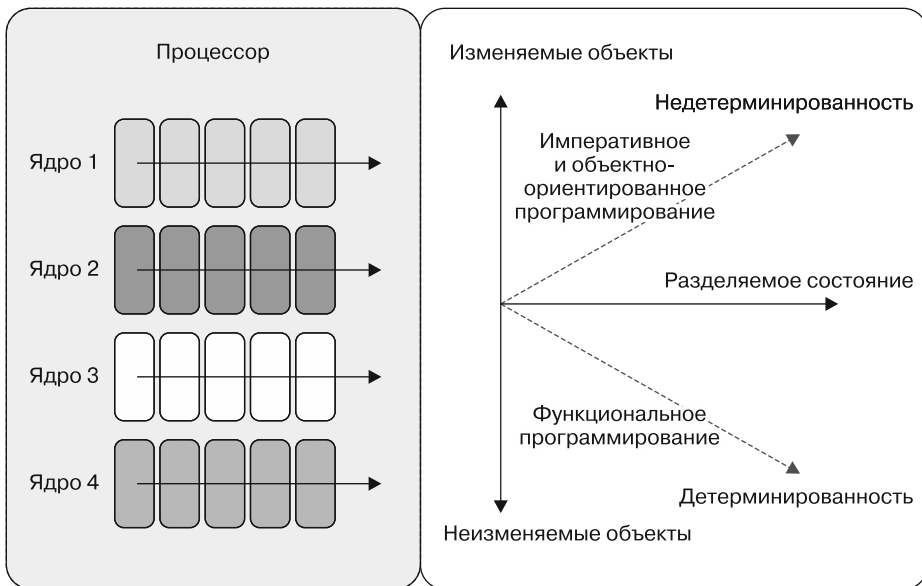 Процессор
Ядро 1
Ядро 2
Ядро 3
Ядро 4
Изменяемые объекты
Недетерминированность
Императивное
и объектно-
ориентированное
программирование
Разделяемое состояние
Функциональное
программирование
Детерминированность
Неизменяемые объекты